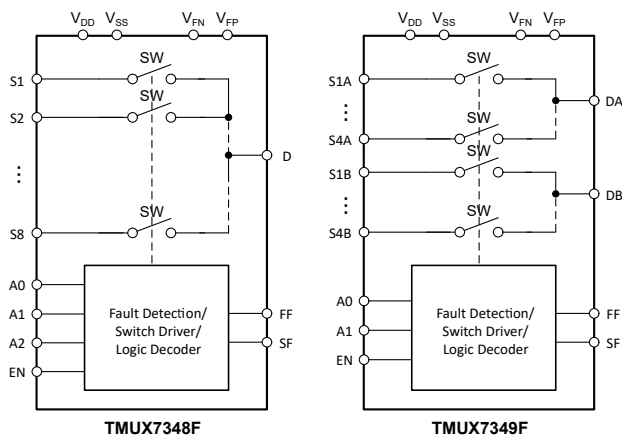 VDD VSS VFN VFP
SW
S1
SW
S2
D
⋮
SW
S8
A0
A1
A2
EN
Fault Detection/
Switch Driver/
Logic Decoder
FF
SF
TMUX7348F
VDD VSS VFN VFP
SW
S1A
DA
⋮
SW
S4A
SW
S1B
DB
⋮
SW
S4B
A0
A1
EN
Fault Detection/
Switch Driver/
Logic Decoder
FF
SF
TMUX7349F